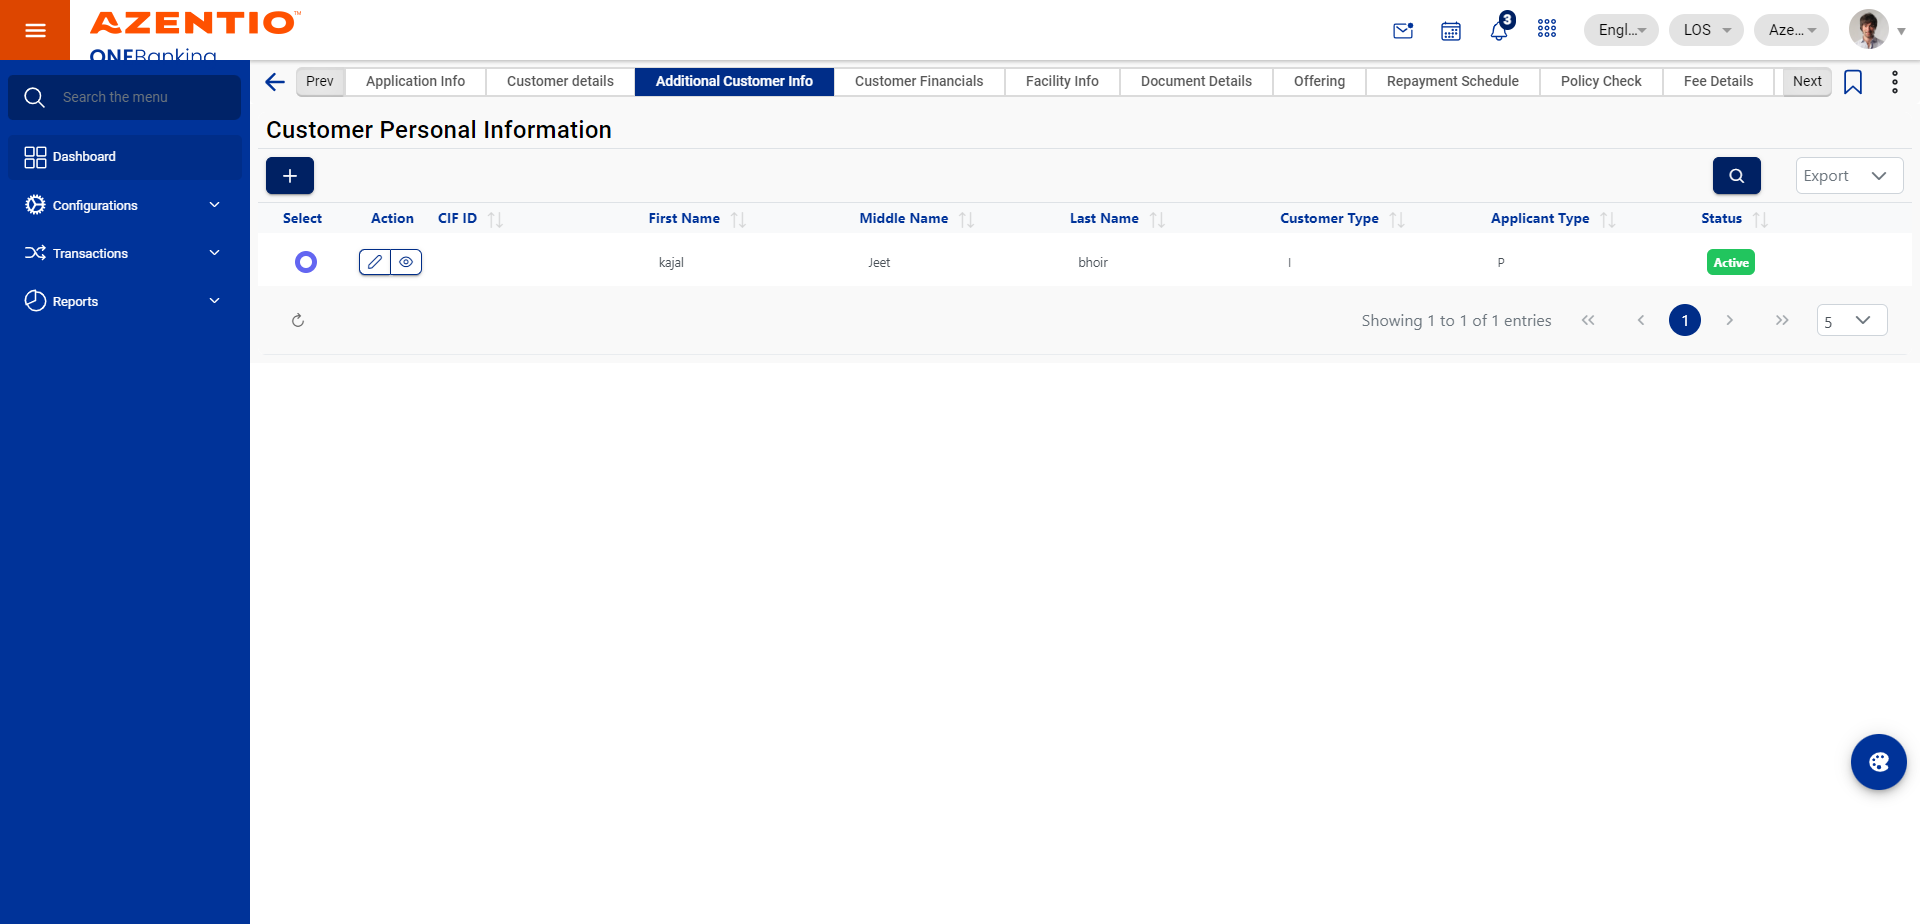 AZENTIO™
ONEBanking
3
Engl...
LOS
Aze...
Search the menu
Dashboard
Configurations
Transactions
Reports
Prev
Application Info
Customer details
Additional Customer Info
Customer Financials
Facility Info
Document Details
Offering
Repayment Schedule
Policy Check
Fee Details
Next
Customer Personal Information
Export
Select Action CIF ID First Name Middle Name Last Name Customer Type Applicant Type Status
kajal Jeet bhoir I P Active
Showing 1 to 1 of 1 entries
1
5